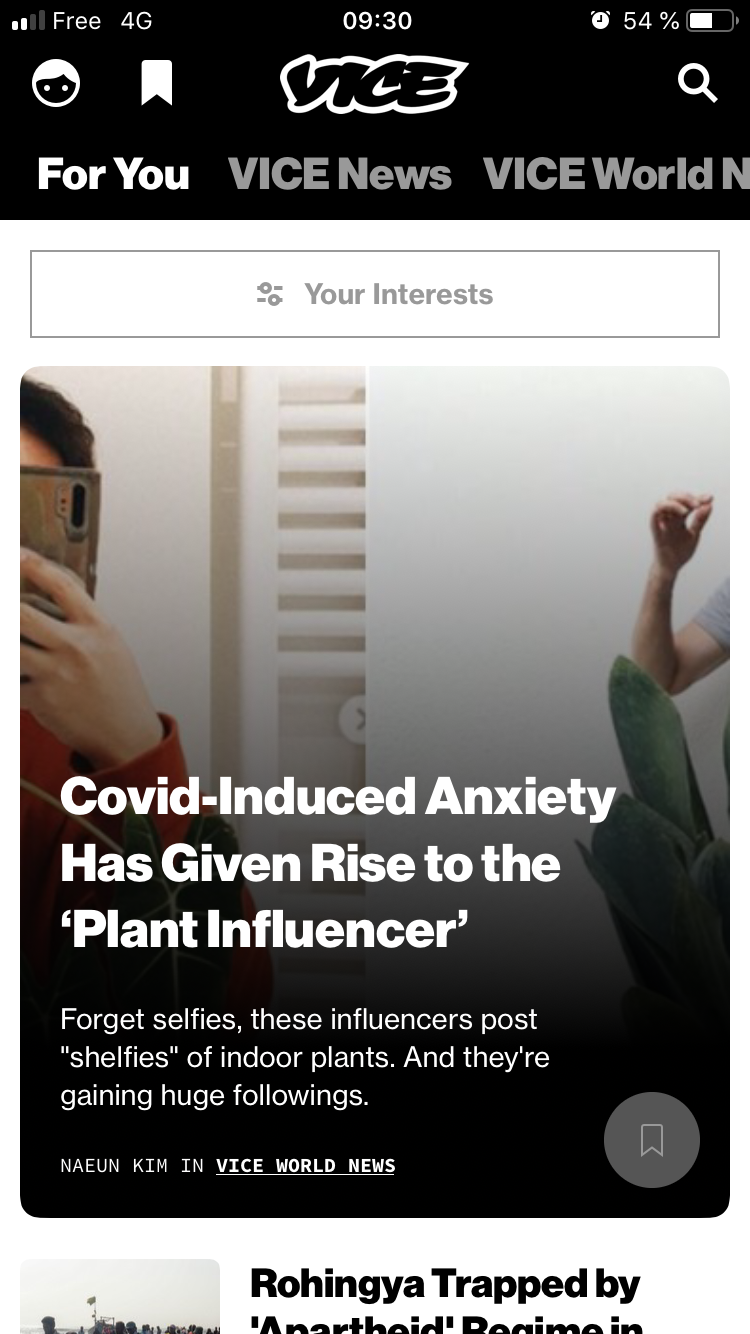 Free 4G 09:30 54 %
VICE
For You VICE News VICE World N
Your Interests
Covid-Induced Anxiety
Has Given Rise to the
‘Plant Influencer’
Forget selfies, these influencers post
"shelfies" of indoor plants. And they're
gaining huge followings.
NAEUN KIM IN VICE WORLD NEWS
Rohingya Trapped by
'Apartheid' Regime in